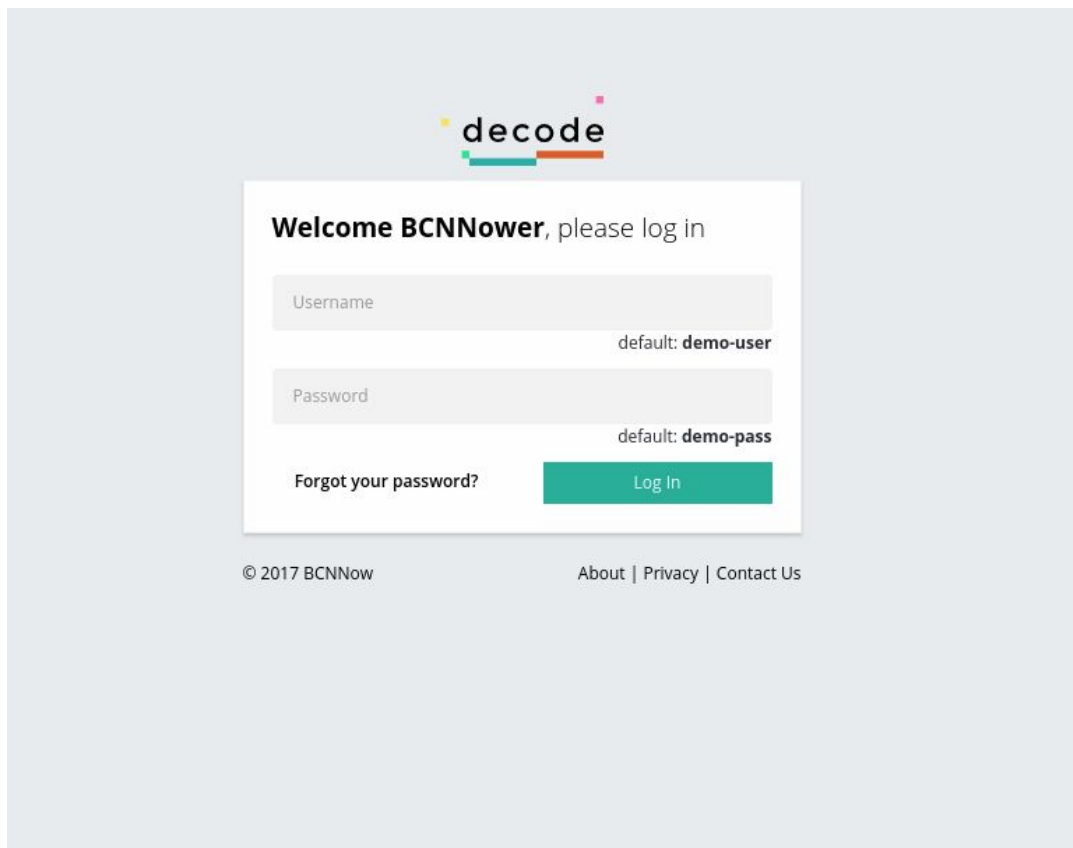 decode
Welcome BCNNower, please log in
Username
default: demo-user
Password
default: demo-pass
Forgot your password?
Log In
© 2017 BCNNow
About | Privacy | Contact Us